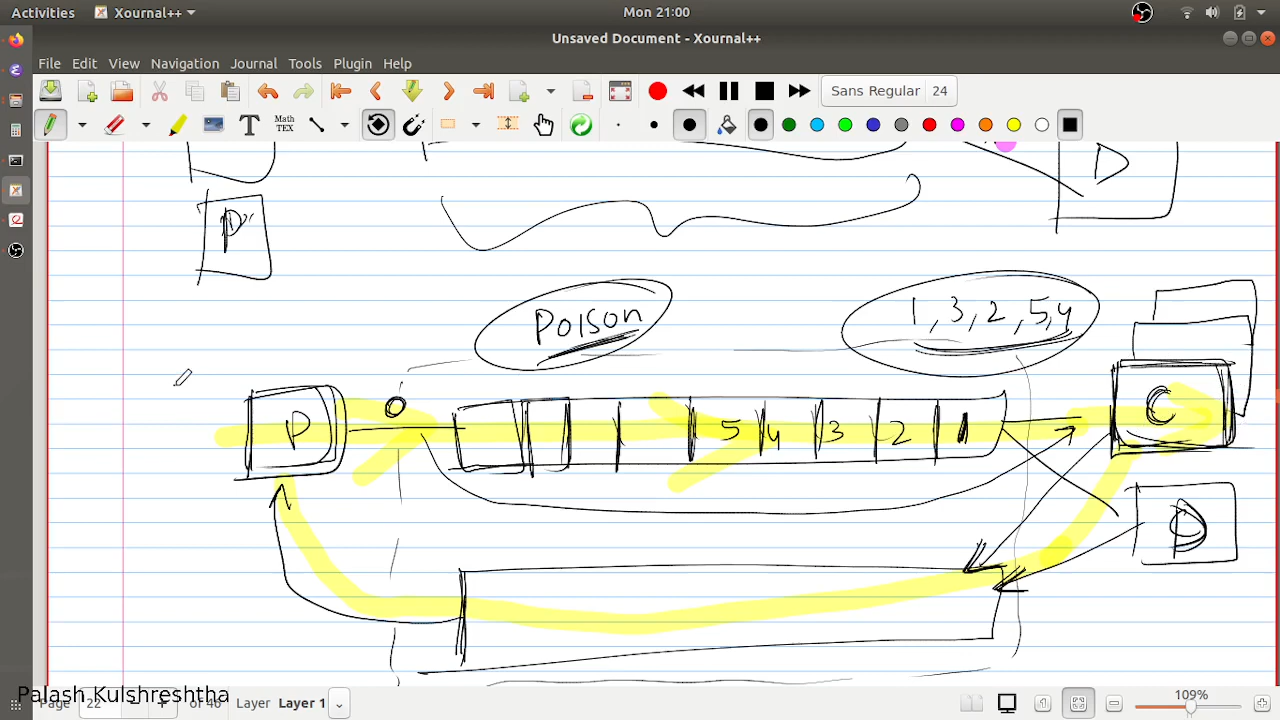 Activities Xournal++ Mon 21:00
Unsaved Document - Xournal++
File Edit View Navigation Journal Tools Plugin Help
Sans Regular 24
T Math TEX
D
P
Poison 1, 3, 2, 5, 4
P 5 4 3 2 1 C
D
Palash Kulshreshtha
Page 22 of 46 Layer Layer 1 109%